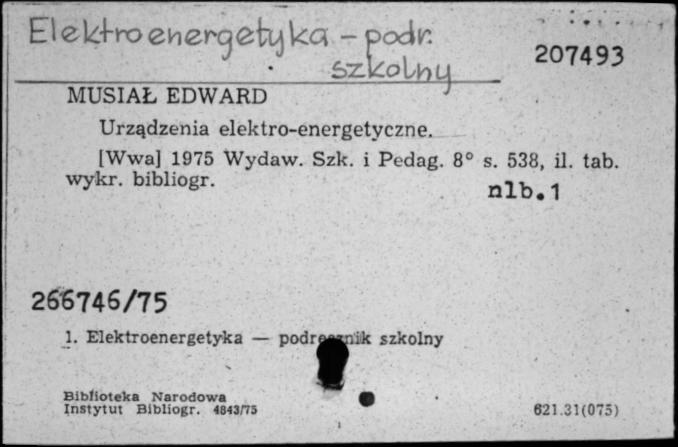 Elektroenergetyka - podr.
szkolny
207493
MUSIAŁ EDWARD
Urządzenia elektro-energetyczne.
[Wwa] 1975 Wydaw. Szk. i Pedag. 8° s. 538, il. tab.
wykr. bibliogr.
nlb.1
266746/75
1. Elektroenergetyka — podręcznik szkolny
Biblioteka Narodowa
Instytut Bibliogr. 4843/75
621.31(075)